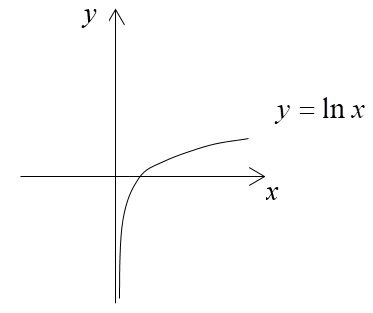 y
y = ln x
x